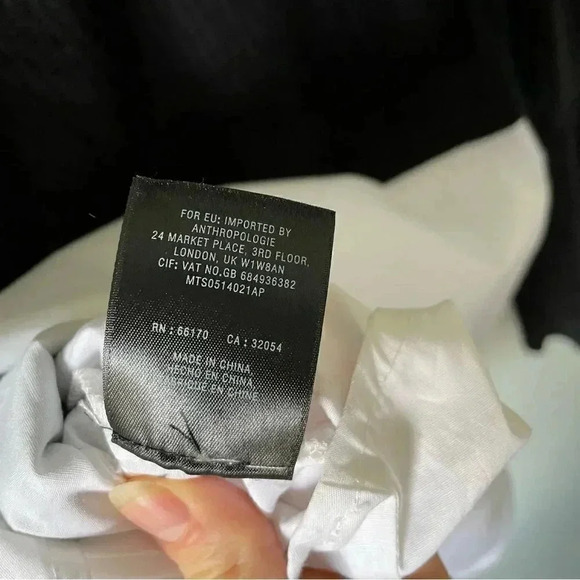 FOR EU: IMPORTED BY
ANTHROPOLOGIE
24 MARKET PLACE, 3RD FLOOR,
LONDON, UK W1W8AN
CIF: VAT NO.GB 684936382
MTS0514021AP
RN : 66170 CA : 32054
MADE IN CHINA
HECHO EN CHINA
FABRIQUE EN CHINE